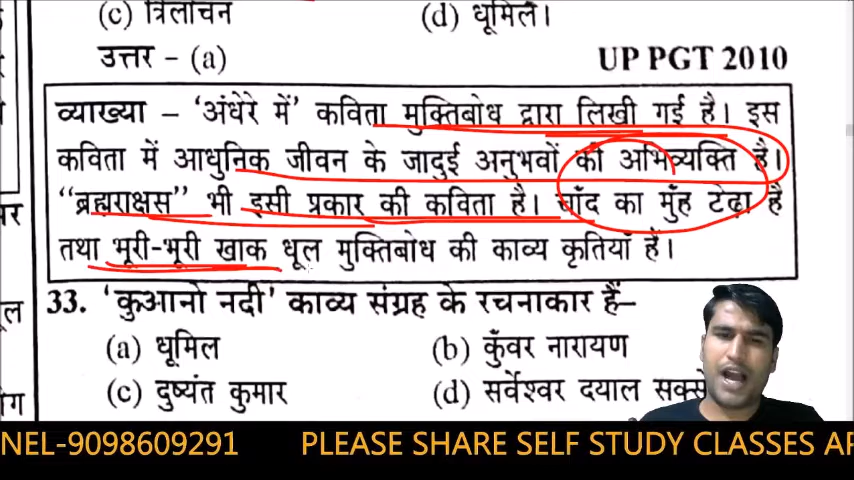 (c) त्रिलोचन (d) धूमिल।
उत्तर – (a) UP PGT 2010
व्याख्या – 'अंधेरे में' कविता मुक्तिबोध द्वारा लिखी गई है। इस
कविता में आधुनिक जीवन के जादुई अनुभवों की अभिव्यक्ति है।
"ब्रह्मराक्षस" भी इसी प्रकार की कविता है। चाँद का मुँह टेढ़ा है
तथा भूरी-भूरी खाक धूल मुक्तिबोध की काव्य कृतियाँ हैं।
33. 'कुआनो नदी' काव्य संग्रह के रचनाकार हैं–
(a) धूमिल (b) कुँवर नारायण
(c) दुष्यंत कुमार (d) सर्वेश्वर दयाल
NEL-9098609291 PLEASE SHARE SELF STUDY CLASSES